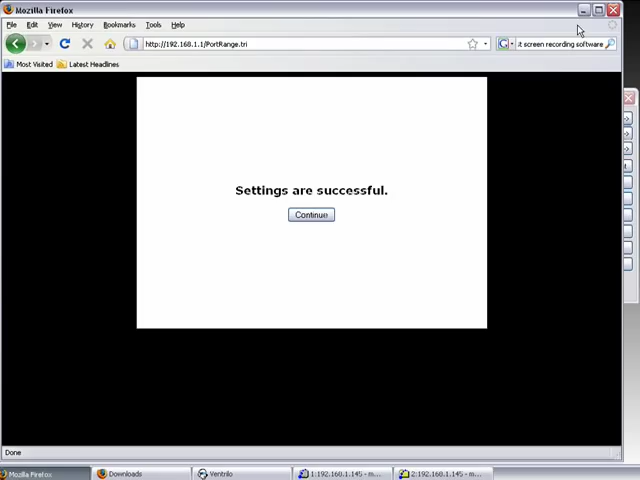 Mozilla Firefox
File Edit View History Bookmarks Tools Help
http://192.168.1.1/PortRange.tri
:t screen recording software
Most Visited Latest Headlines
Settings are successful.
Continue
Done
Mozilla Firefox Downloads Ventrilo 1:192.168.1.145 - m... 2:192.168.1.145 - m...